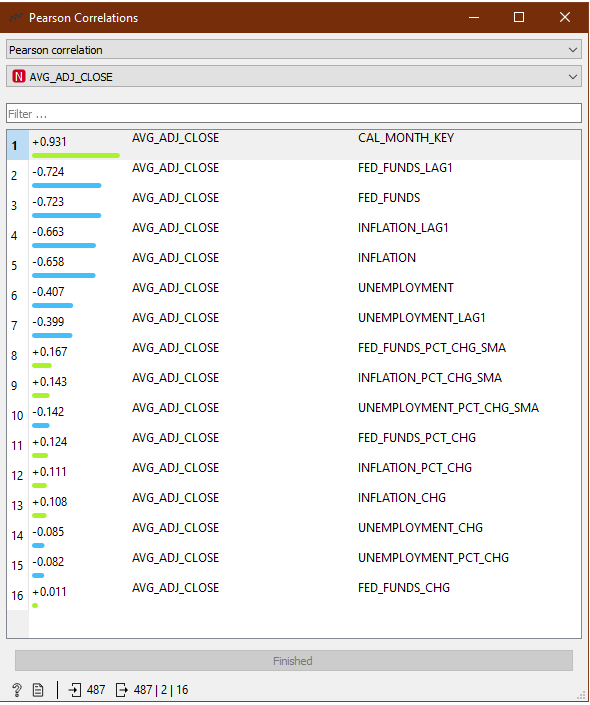 Pearson Correlations
Pearson correlation
N AVG_ADJ_CLOSE
Filter ...
1 +0.931 AVG_ADJ_CLOSE CAL_MONTH_KEY
2 -0.724 AVG_ADJ_CLOSE FED_FUNDS_LAG1
3 -0.723 AVG_ADJ_CLOSE FED_FUNDS
4 -0.663 AVG_ADJ_CLOSE INFLATION_LAG1
5 -0.658 AVG_ADJ_CLOSE INFLATION
6 -0.407 AVG_ADJ_CLOSE UNEMPLOYMENT
7 -0.399 AVG_ADJ_CLOSE UNEMPLOYMENT_LAG1
8 +0.167 AVG_ADJ_CLOSE FED_FUNDS_PCT_CHG_SMA
9 +0.143 AVG_ADJ_CLOSE INFLATION_PCT_CHG_SMA
10 -0.142 AVG_ADJ_CLOSE UNEMPLOYMENT_PCT_CHG_SMA
11 +0.124 AVG_ADJ_CLOSE FED_FUNDS_PCT_CHG
12 +0.111 AVG_ADJ_CLOSE INFLATION_PCT_CHG
13 +0.108 AVG_ADJ_CLOSE INFLATION_CHG
14 -0.085 AVG_ADJ_CLOSE UNEMPLOYMENT_CHG
15 -0.082 AVG_ADJ_CLOSE UNEMPLOYMENT_PCT_CHG
16 +0.011 AVG_ADJ_CLOSE FED_FUNDS_CHG
Finished
? 487 487 | 2 | 16